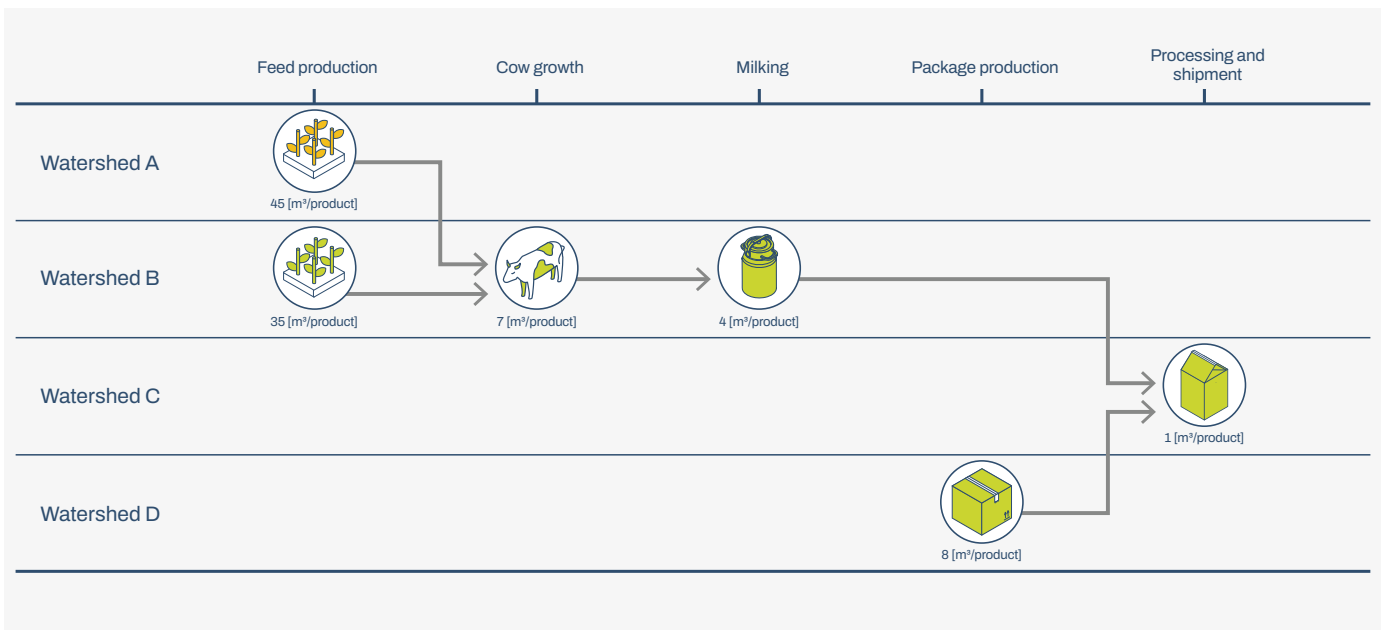 Feed production
Cow growth
Milking
Package production
Processing and
shipment
Watershed A
45 [m³/product]
Watershed B
35 [m³/product]
7 [m³/product]
4 [m³/product]
Watershed C
1 [m³/product]
Watershed D
8 [m³/product]